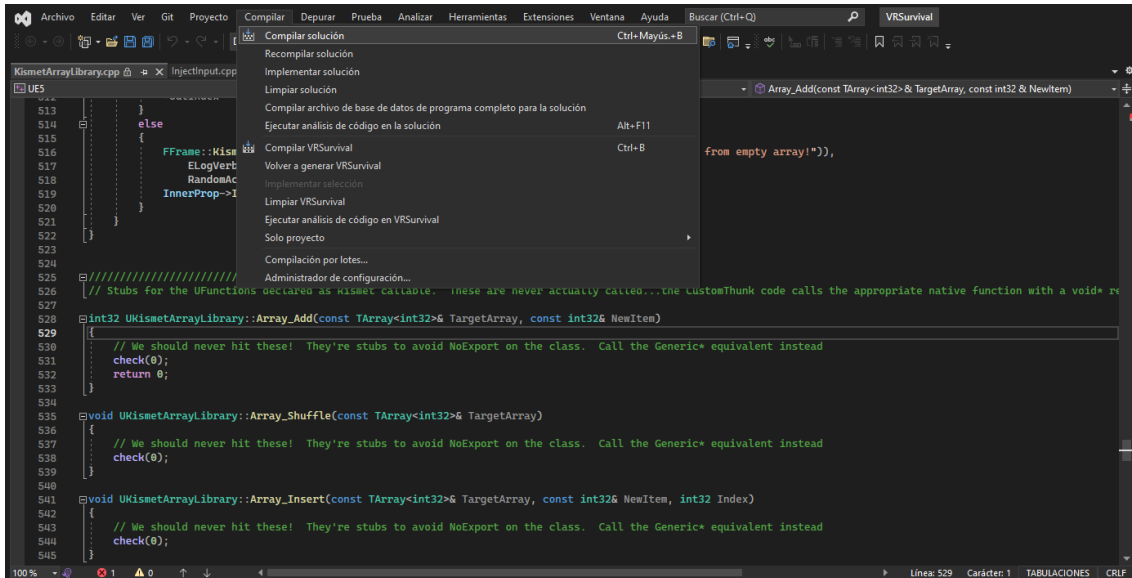 Archivo Editar Ver Git Proyecto Compilar Depurar Prueba Analizar Herramientas Extensiones Ventana Ayuda Buscar (Ctrl+Q) VRSurvival
Compilar solución Ctrl+Mayús.+B
Recompilar solución
Implementar solución
Limpiar solución
Compilar archivo de base de datos de programa completo para la solución
Ejecutar análisis de código en la solución Alt+F11
Compilar VRSurvival Ctrl+B
Volver a generar VRSurvival
Implementar selección
Limpiar VRSurvival
Ejecutar análisis de código en VRSurvival
Solo proyecto
Compilación por lotes...
Administrador de configuración...
KismetArrayLibrary.cpp InjectInput.cpp
UE5 Array_Add(const TArray<int32>& TargetArray, const int32& NewItem)
513 }
514 else
515 {
516 FFrame::Kism from empty array!")),
517 ELogVerb
518 RandomAc
519 InnerProp->I
520 }
521 }
522 }
523
524
525 /////////////////////////
526 // Stubs for the UFunctions declared as Kismet callable. These are never actually called...the CustomThunk code calls the appropriate native function with a void* re
527
528 int32 UKismetArrayLibrary::Array_Add(const TArray<int32>& TargetArray, const int32& NewItem)
529 {
530 // We should never hit these! They're stubs to avoid NoExport on the class. Call the Generic* equivalent instead
531 check(0);
532 return 0;
533 }
534
535 void UKismetArrayLibrary::Array_Shuffle(const TArray<int32>& TargetArray)
536 {
537 // We should never hit these! They're stubs to avoid NoExport on the class. Call the Generic* equivalent instead
538 check(0);
539 }
540
541 void UKismetArrayLibrary::Array_Insert(const TArray<int32>& TargetArray, const int32& NewItem, int32 Index)
542 {
543 // We should never hit these! They're stubs to avoid NoExport on the class. Call the Generic* equivalent instead
544 check(0);
545 }
100 % 1 0 Línea: 529 Carácter: 1 TABULACIONES CRLF